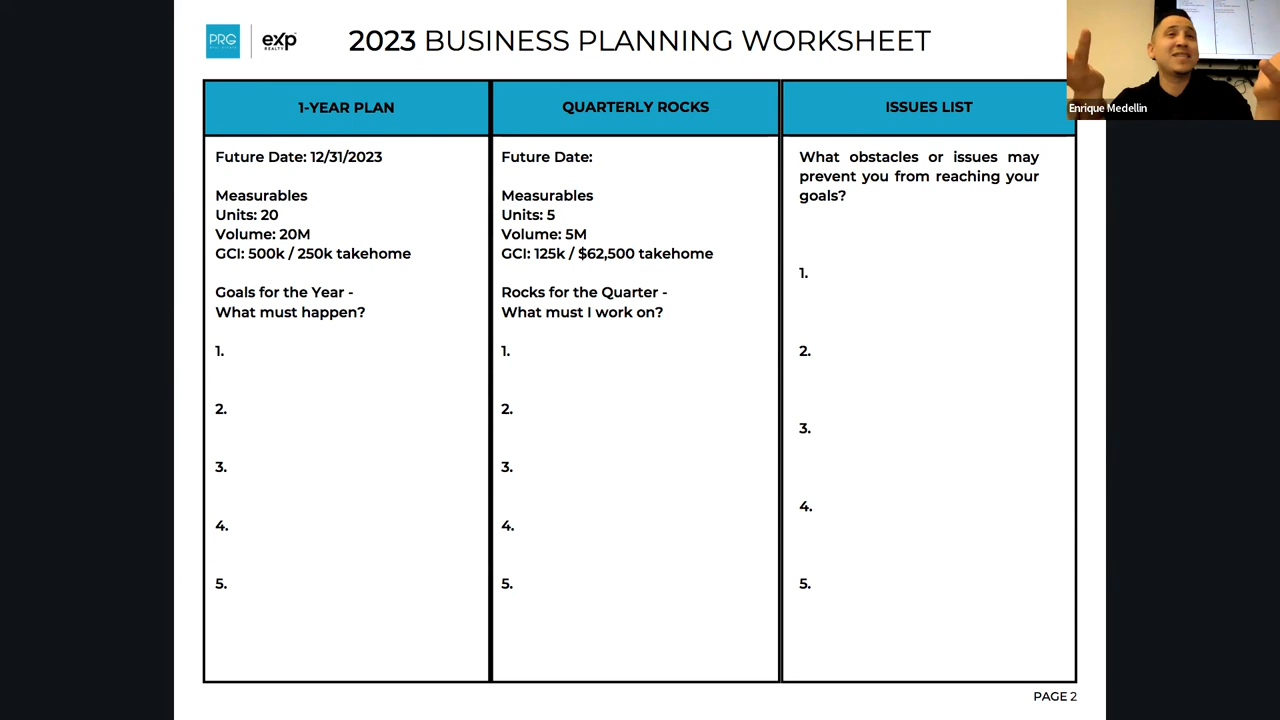 PRG
exp
REALTY
2023 BUSINESS PLANNING WORKSHEET
Enrique Medellin
1-YEAR PLAN
Future Date: 12/31/2023
Measurables
Units: 20
Volume: 20M
GCI: 500k / 250k takehome
Goals for the Year -
What must happen?
1.
2.
3.
4.
5.
QUARTERLY ROCKS
Future Date:
Measurables
Units: 5
Volume: 5M
GCI: 125k / $62,500 takehome
Rocks for the Quarter -
What must I work on?
1.
2.
3.
4.
5.
ISSUES LIST
What obstacles or issues may
prevent you from reaching your
goals?
1.
2.
3.
4.
5.
PAGE 2